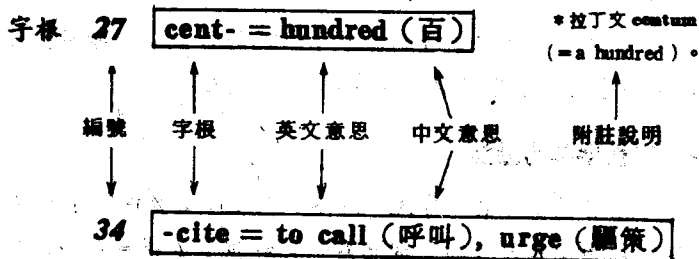 字根 27 cent- = hundred (百) *拉丁文 centum
(= a hundred)。
編號 字根 英文意思 中文意思 附註說明
34 -cite = to call (呼叫), urge (驅策)